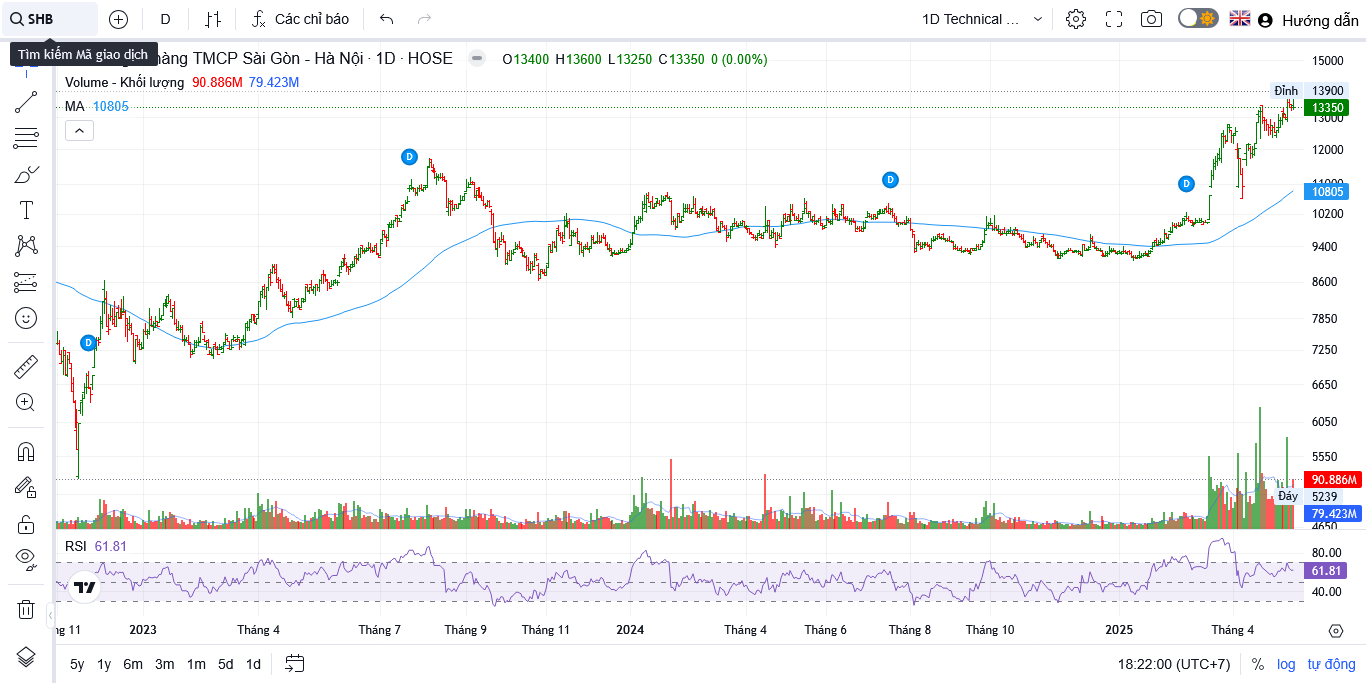 SHB
D
Các chỉ báo
1D Technical ...
Hướng dẫn
Tìm kiếm Mã giao dịch
hàng TMCP Sài Gòn - Hà Nội · 1D · HOSE
O13400 H13600 L13250 C13350 0 (0.00%)
Volume - Khối lượng 90.886M 79.423M
MA 10805
D
D
D
D
15000
Đỉnh 13900
13350
13000
12000
11000
10805
10200
9400
8600
7850
7250
6650
6050
5550
90.886M
Đáy 5239
79.423M
4650
RSI 61.81
80.00
61.81
40.00
ng 11
2023
Tháng 4
Tháng 7
Tháng 9
Tháng 11
2024
Tháng 4
Tháng 6
Tháng 8
Tháng 10
2025
Tháng 4
5y 1y 6m 3m 1m 5d 1d
18:22:00 (UTC+7)
% log tự động